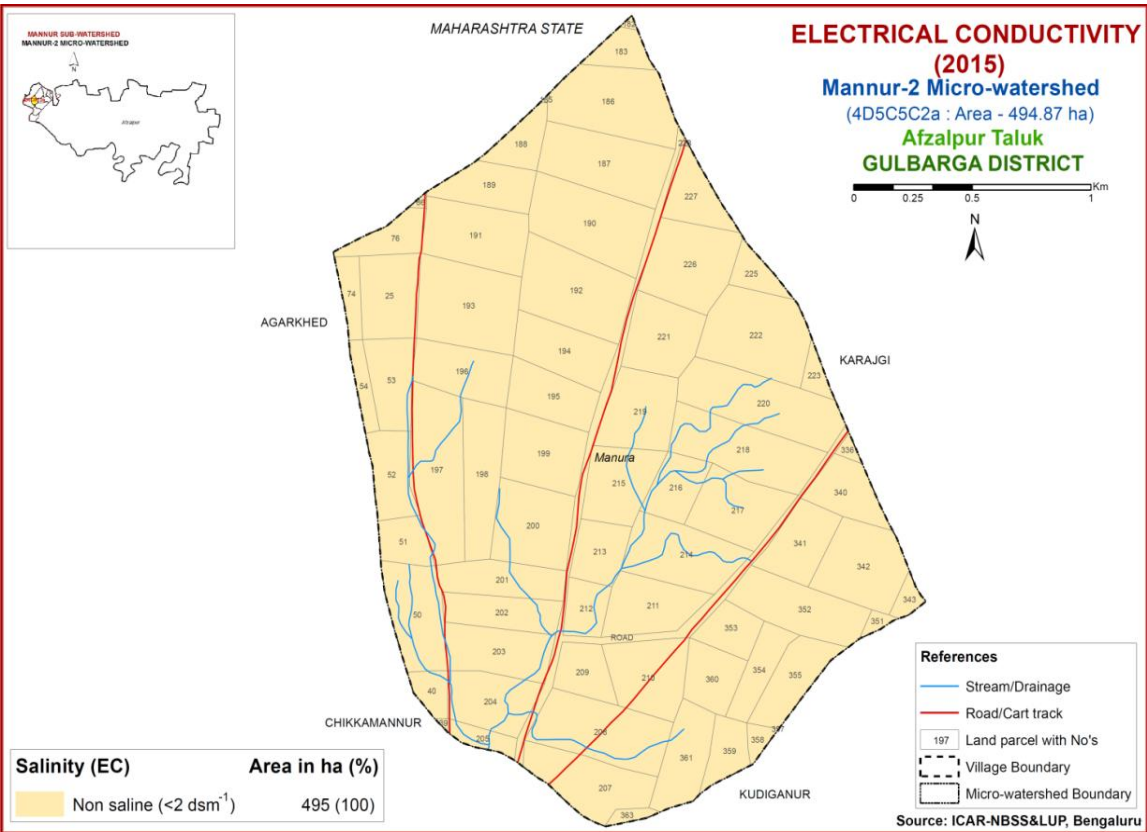 MANNUR SUB-WATERSHED
MANNUR-2 MICRO-WATERSHED
N
Afzalpur
MAHARASHTRA STATE
ELECTRICAL CONDUCTIVITY
(2015)
Mannur-2 Micro-watershed
(4D5C5C2a : Area - 494.87 ha)
Afzalpur Taluk
GULBARGA DISTRICT
Km
0 0.25 0.5 1
N
182
183
186
188
187
189
227
190
76
191
226
225
74
25
192
193
AGARKHED
221
222
194
KARAJGI
196
53
223
54
195
220
219
218
199
336
Manura
52
197
198
215
216
340
217
200
341
51
213
214
342
201
343
50
202
212
211
352
351
ROAD
353
203
209
210
360
354
355
40
204
CHIKKAMANNUR
205
206
358
359
361
207
KUDIGANUR
363
Salinity (EC) Area in ha (%)
Non saline (<2 dsm⁻¹) 495 (100)
References
Stream/Drainage
Road/Cart track
197 Land parcel with No's
Village Boundary
Micro-watershed Boundary
Source: ICAR-NBSS&LUP, Bengaluru